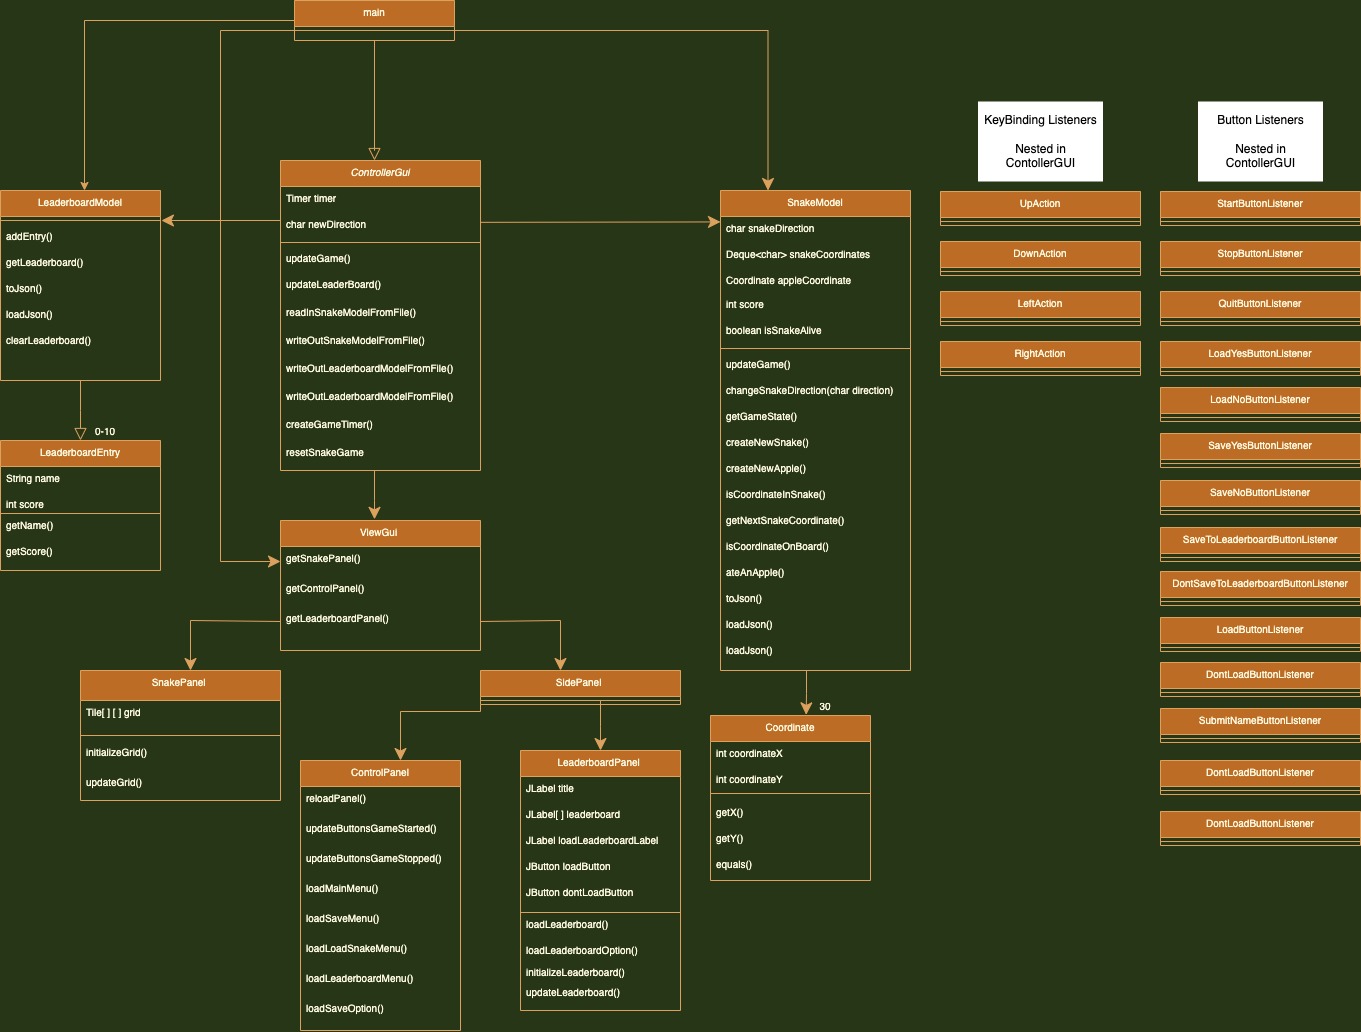 main
KeyBinding Listeners
Nested in
ContollerGUI
Button Listeners
Nested in
ContollerGUI
ControllerGui
Timer timer
char newDirection
updateGame()
updateLeaderBoard()
readInSnakeModelFromFile()
writeOutSnakeModelFromFile()
writeOutLeaderboardModelFromFile()
writeOutLeaderboardModelFromFile()
createGameTimer()
resetSnakeGame
LeaderboardModel
addEntry()
getLeaderboard()
toJson()
loadJson()
clearLeaderboard()
0-10
LeaderboardEntry
String name
int score
getName()
getScore()
SnakeModel
char snakeDirection
Deque<char> snakeCoordinates
Coordinate appleCoordinate
int score
boolean isSnakeAlive
updateGame()
changeSnakeDirection(char direction)
getGameState()
createNewSnake()
createNewApple()
isCoordinateInSnake()
getNextSnakeCoordinate()
isCoordinateOnBoard()
ateAnApple()
toJson()
loadJson()
loadJson()
30
Coordinate
int coordinateX
int coordinateY
getX()
getY()
equals()
ViewGui
getSnakePanel()
getControlPanel()
getLeaderboardPanel()
SnakePanel
Tile[ ] [ ] grid
initializeGrid()
updateGrid()
SidePanel
ControlPanel
reloadPanel()
updateButtonsGameStarted()
updateButtonsGameStopped()
loadMainMenu()
loadSaveMenu()
loadLoadSnakeMenu()
loadLeaderboardMenu()
loadSaveOption()
LeaderboardPanel
JLabel title
JLabel[ ] leaderboard
JLabel loadLeaderboardLabel
JButton loadButton
JButton dontLoadButton
loadLeaderboard()
loadLeaderboardOption()
initializeLeaderboard()
updateLeaderboard()
UpAction
DownAction
LeftAction
RightAction
StartButtonListener
StopButtonListener
QuitButtonListener
LoadYesButtonListener
LoadNoButtonListener
SaveYesButtonListener
SaveNoButtonListener
SaveToLeaderboardButtonListener
DontSaveToLeaderboardButtonListener
LoadButtonListener
DontLoadButtonListener
SubmitNameButtonListener
DontLoadButtonListener
DontLoadButtonListener